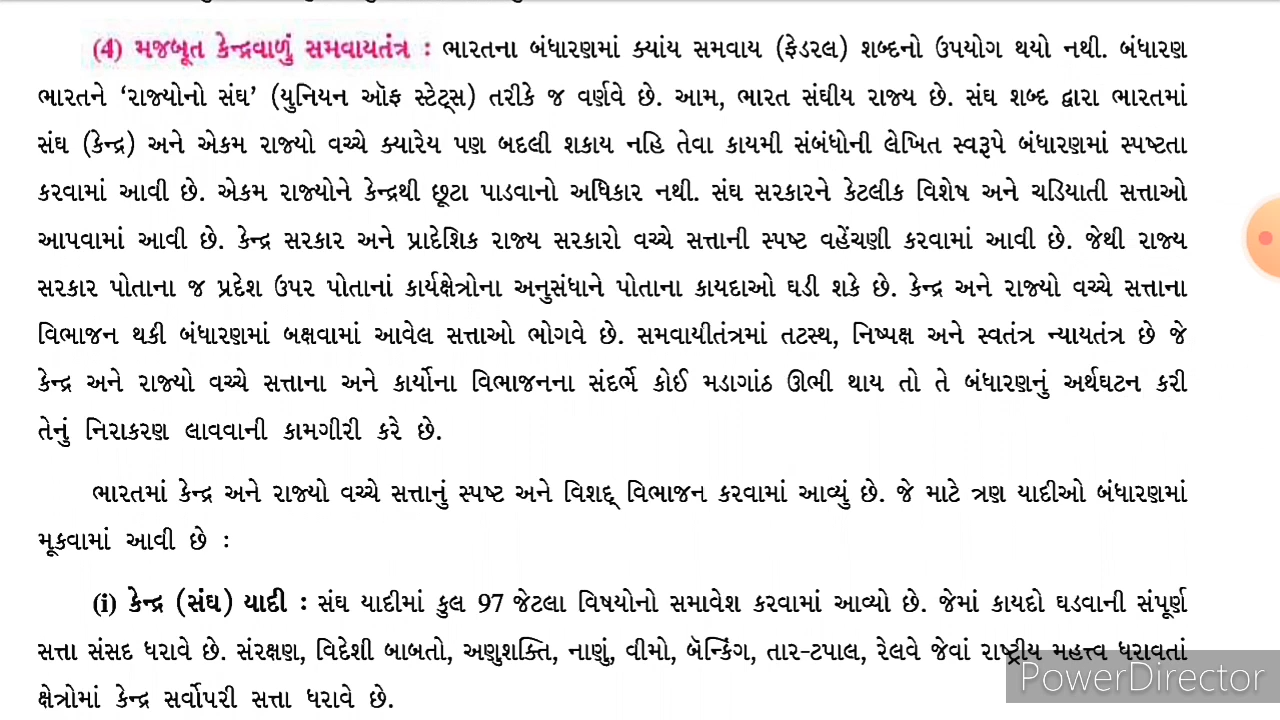 (4) મજબૂત કેન્દ્રવાળું સમવાયતંત્ર : ભારતના બંધારણમાં ક્યાંય સમવાય (ફેડરલ) શબ્દનો ઉપયોગ થયો નથી. બંધારણ
ભારતને ‘રાજ્યોનો સંઘ’ (યુનિયન ઑફ સ્ટેટ્સ) તરીકે જ વર્ણવે છે. આમ, ભારત સંઘીય રાજ્ય છે. સંઘ શબ્દ દ્વારા ભારતમાં
સંઘ (કેન્દ્ર) અને એકમ રાજ્યો વચ્ચે ક્યારેય પણ બદલી શકાય નહિ તેવા કાયમી સંબંધોની લેખિત સ્વરૂપે બંધારણમાં સ્પષ્ટતા
કરવામાં આવી છે. એકમ રાજ્યોને કેન્દ્રથી છૂટા પાડવાનો અધિકાર નથી. સંઘ સરકારને કેટલીક વિશેષ અને ચડિયાતી સત્તાઓ
આપવામાં આવી છે. કેન્દ્ર સરકાર અને પ્રાદેશિક રાજ્ય સરકારો વચ્ચે સત્તાની સ્પષ્ટ વહેંચણી કરવામાં આવી છે. જેથી રાજ્ય
સરકાર પોતાના જ પ્રદેશ ઉપર પોતાનાં કાર્યક્ષેત્રોના અનુસંધાને પોતાના કાયદાઓ ઘડી શકે છે. કેન્દ્ર અને રાજ્યો વચ્ચે સત્તાના
વિભાજન થકી બંધારણમાં બક્ષવામાં આવેલ સત્તાઓ ભોગવે છે. સમવાયીતંત્રમાં તટસ્થ, નિષ્પક્ષ અને સ્વતંત્ર ન્યાયતંત્ર છે જે
કેન્દ્ર અને રાજ્યો વચ્ચે સત્તાના અને કાર્યોના વિભાજનના સંદર્ભે કોઈ મડાગાંઠ ઊભી થાય તો તે બંધારણનું અર્થઘટન કરી
તેનું નિરાકરણ લાવવાની કામગીરી કરે છે.
ભારતમાં કેન્દ્ર અને રાજ્યો વચ્ચે સત્તાનું સ્પષ્ટ અને વિશદ્ વિભાજન કરવામાં આવ્યું છે. જે માટે ત્રણ યાદીઓ બંધારણમાં
મૂકવામાં આવી છે :
(i) કેન્દ્ર (સંઘ) યાદી : સંઘ યાદીમાં કુલ 97 જેટલા વિષયોનો સમાવેશ કરવામાં આવ્યો છે. જેમાં કાયદો ઘડવાની સંપૂર્ણ
સત્તા સંસદ ધરાવે છે. સંરક્ષણ, વિદેશી બાબતો, અણુશક્તિ, નાણું, વીમો, બૅન્કિંગ, તાર-ટપાલ, રેલવે જેવાં રાષ્ટ્રીય મહત્ત્વ ધરાવતાં
ક્ષેત્રોમાં કેન્દ્ર સર્વોપરી સત્તા ધરાવે છે.
PowerDirector